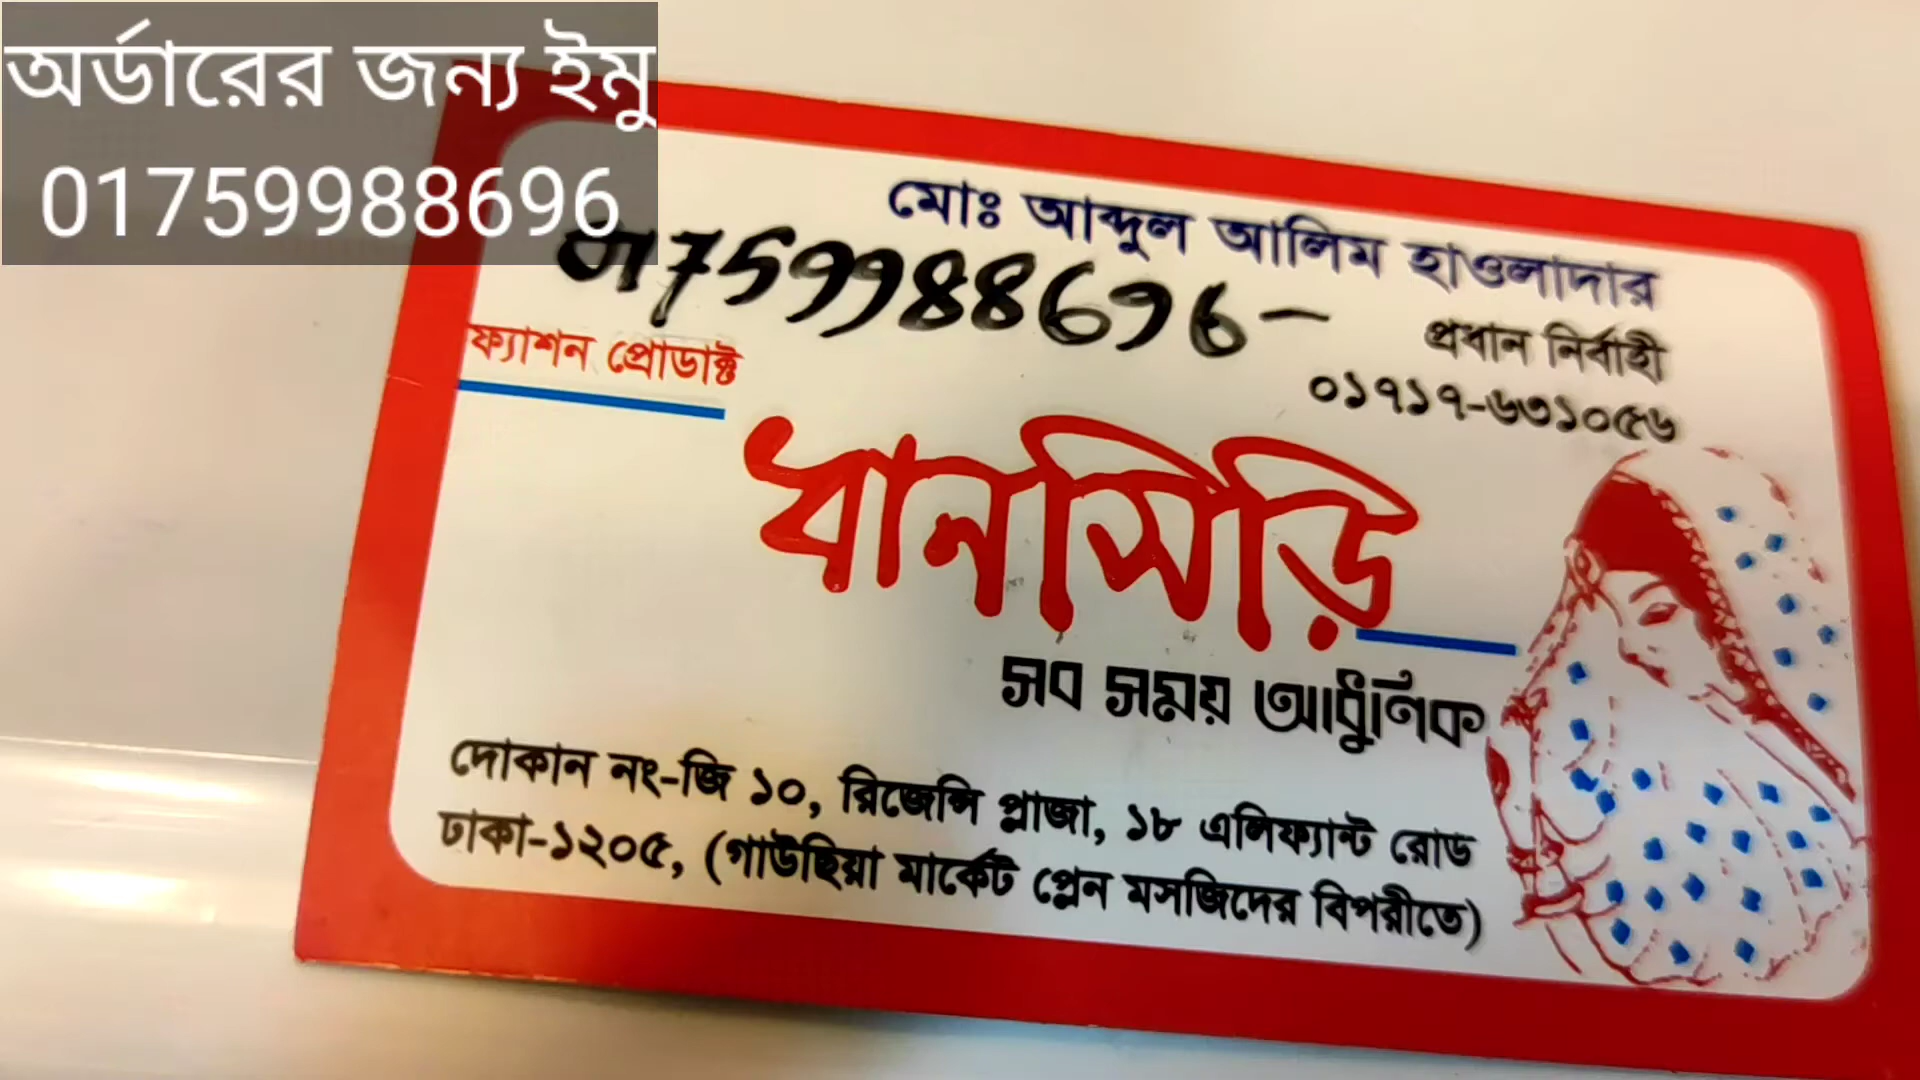 অর্ডারের জন্য ইমু
01759988696
মোঃ আব্দুল আলিম হাওলাদার
01759988696-
প্রধান নির্বাহী
০১৭১৭-৬৩১০৫৬
ফ্যাশন প্রোডাক্ট
ধানসিড়ি
সব সময় আধুণিক
দোকান নং-জি ১০, রিজেন্সি প্লাজা, ১৮ এলিফ্যান্ট রোড
ঢাকা-১২০৫, (গাউছিয়া মার্কেট প্লেন মসজিদের বিপরীতে)